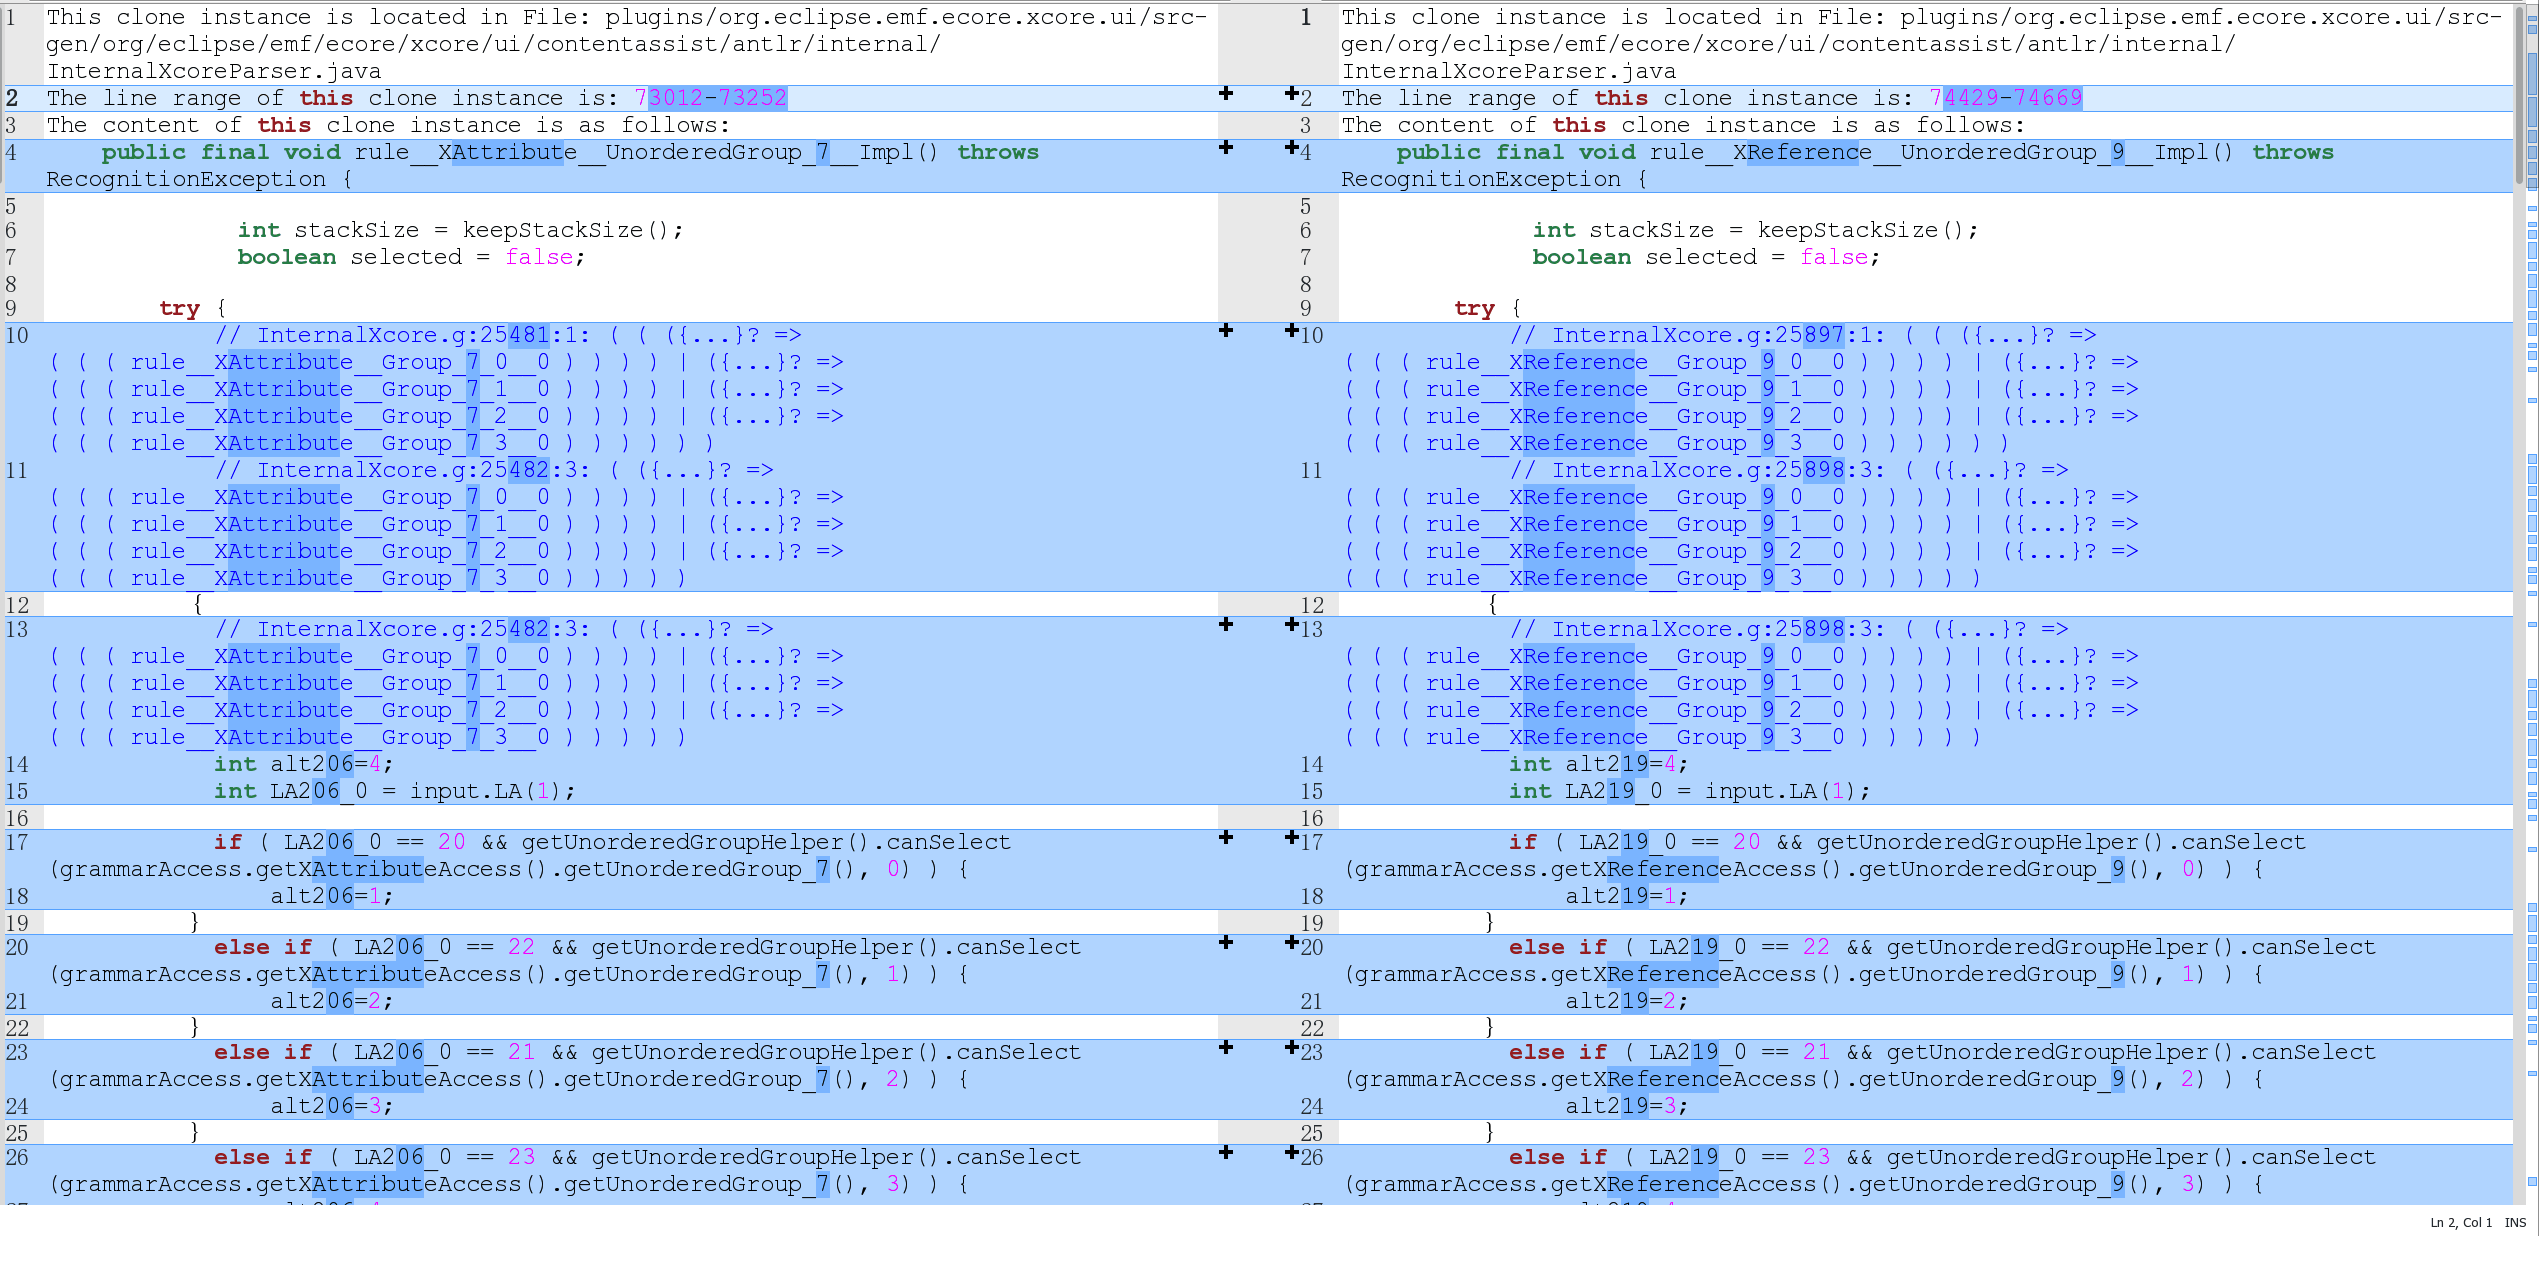 1 This clone instance is located in File: plugins/org.eclipse.emf.ecore.xcore.ui/src-
gen/org/eclipse/emf/ecore/xcore/ui/contentassist/antlr/internal/
InternalXcoreParser.java
2 The line range of this clone instance is: 73012-73252
3 The content of this clone instance is as follows:
4 public final void rule__XAttribute__UnorderedGroup_7__Impl() throws
RecognitionException {
5
6 int stackSize = keepStackSize();
7 boolean selected = false;
8
9 try {
10 // InternalXcore.g:25481:1: ( ( ({...}? =>
( ( ( rule__XAttribute__Group_7_0__0 ) ) ) ) | ({...}? =>
( ( ( rule__XAttribute__Group_7_1__0 ) ) ) ) | ({...}? =>
( ( ( rule__XAttribute__Group_7_2__0 ) ) ) ) | ({...}? =>
( ( ( rule__XAttribute__Group_7_3__0 ) ) ) ) ) )
11 // InternalXcore.g:25482:3: ( ({...}? =>
( ( ( rule__XAttribute__Group_7_0__0 ) ) ) ) | ({...}? =>
( ( ( rule__XAttribute__Group_7_1__0 ) ) ) ) | ({...}? =>
( ( ( rule__XAttribute__Group_7_2__0 ) ) ) ) | ({...}? =>
( ( ( rule__XAttribute__Group_7_3__0 ) ) ) ) )
12 {
13 // InternalXcore.g:25482:3: ( ({...}? =>
( ( ( rule__XAttribute__Group_7_0__0 ) ) ) ) | ({...}? =>
( ( ( rule__XAttribute__Group_7_1__0 ) ) ) ) | ({...}? =>
( ( ( rule__XAttribute__Group_7_2__0 ) ) ) ) | ({...}? =>
( ( ( rule__XAttribute__Group_7_3__0 ) ) ) ) )
14 int alt206=4;
15 int LA206_0 = input.LA(1);
16
17 if ( LA206_0 == 20 && getUnorderedGroupHelper().canSelect
(grammarAccess.getXAttributeAccess().getUnorderedGroup_7(), 0) ) {
18 alt206=1;
19 }
20 else if ( LA206_0 == 22 && getUnorderedGroupHelper().canSelect
(grammarAccess.getXAttributeAccess().getUnorderedGroup_7(), 1) ) {
21 alt206=2;
22 }
23 else if ( LA206_0 == 21 && getUnorderedGroupHelper().canSelect
(grammarAccess.getXAttributeAccess().getUnorderedGroup_7(), 2) ) {
24 alt206=3;
25 }
26 else if ( LA206_0 == 23 && getUnorderedGroupHelper().canSelect
(grammarAccess.getXAttributeAccess().getUnorderedGroup_7(), 3) ) {
1 This clone instance is located in File: plugins/org.eclipse.emf.ecore.xcore.ui/src-
gen/org/eclipse/emf/ecore/xcore/ui/contentassist/antlr/internal/
InternalXcoreParser.java
2 The line range of this clone instance is: 74429-74669
3 The content of this clone instance is as follows:
4 public final void rule__XReference__UnorderedGroup_9__Impl() throws
RecognitionException {
5
6 int stackSize = keepStackSize();
7 boolean selected = false;
8
9 try {
10 // InternalXcore.g:25897:1: ( ( ({...}? =>
( ( ( rule__XReference__Group_9_0__0 ) ) ) ) | ({...}? =>
( ( ( rule__XReference__Group_9_1__0 ) ) ) ) | ({...}? =>
( ( ( rule__XReference__Group_9_2__0 ) ) ) ) | ({...}? =>
( ( ( rule__XReference__Group_9_3__0 ) ) ) ) ) )
11 // InternalXcore.g:25898:3: ( ({...}? =>
( ( ( rule__XReference__Group_9_0__0 ) ) ) ) | ({...}? =>
( ( ( rule__XReference__Group_9_1__0 ) ) ) ) | ({...}? =>
( ( ( rule__XReference__Group_9_2__0 ) ) ) ) | ({...}? =>
( ( ( rule__XReference__Group_9_3__0 ) ) ) ) )
12 {
13 // InternalXcore.g:25898:3: ( ({...}? =>
( ( ( rule__XReference__Group_9_0__0 ) ) ) ) | ({...}? =>
( ( ( rule__XReference__Group_9_1__0 ) ) ) ) | ({...}? =>
( ( ( rule__XReference__Group_9_2__0 ) ) ) ) | ({...}? =>
( ( ( rule__XReference__Group_9_3__0 ) ) ) ) )
14 int alt219=4;
15 int LA219_0 = input.LA(1);
16
17 if ( LA219_0 == 20 && getUnorderedGroupHelper().canSelect
(grammarAccess.getXReferenceAccess().getUnorderedGroup_9(), 0) ) {
18 alt219=1;
19 }
20 else if ( LA219_0 == 22 && getUnorderedGroupHelper().canSelect
(grammarAccess.getXReferenceAccess().getUnorderedGroup_9(), 1) ) {
21 alt219=2;
22 }
23 else if ( LA219_0 == 21 && getUnorderedGroupHelper().canSelect
(grammarAccess.getXReferenceAccess().getUnorderedGroup_9(), 2) ) {
24 alt219=3;
25 }
26 else if ( LA219_0 == 23 && getUnorderedGroupHelper().canSelect
(grammarAccess.getXReferenceAccess().getUnorderedGroup_9(), 3) ) {
Ln 2, Col 1 INS